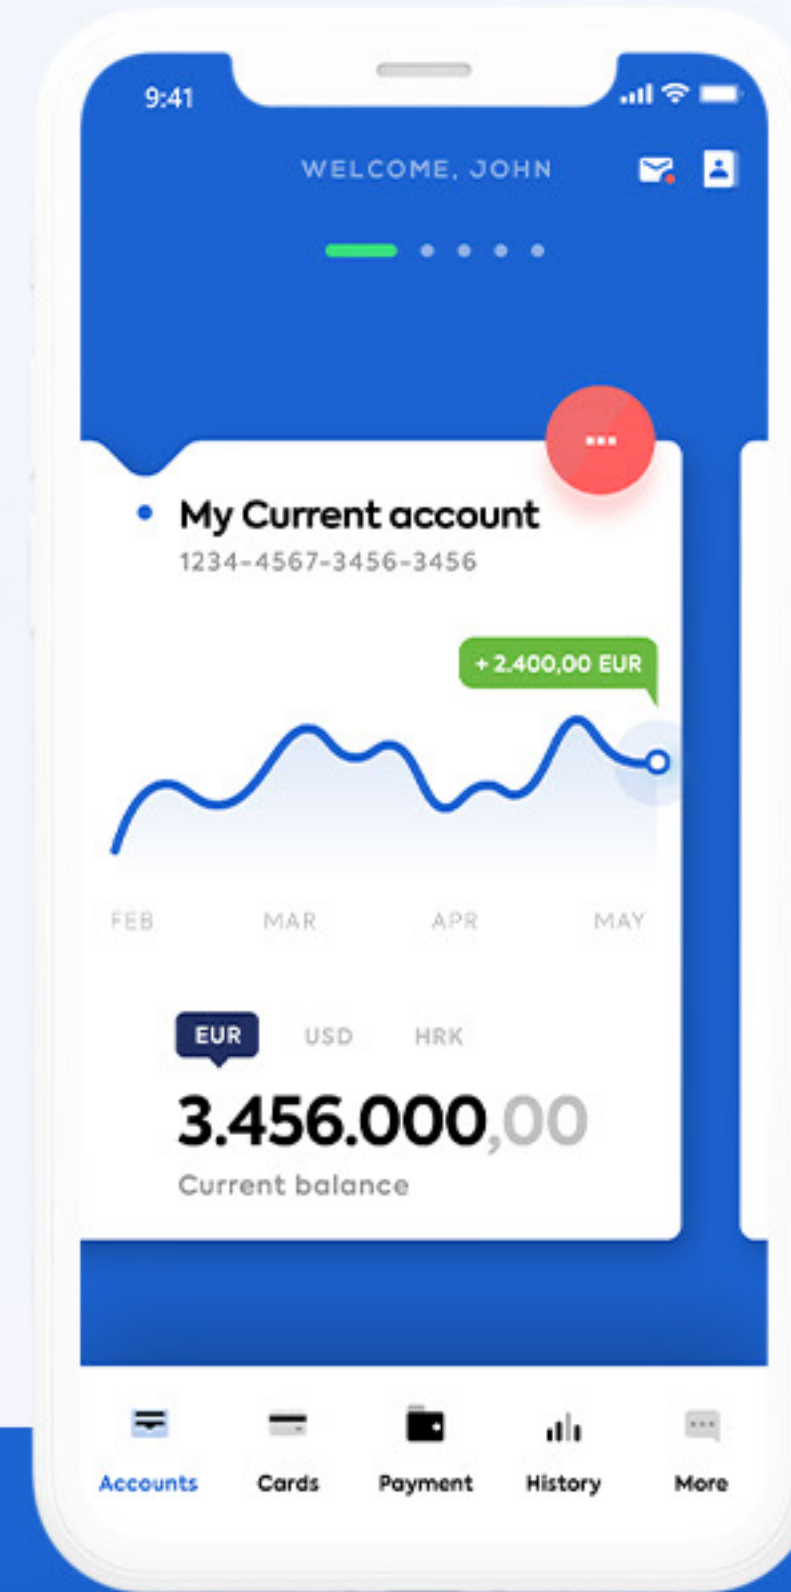 9:41
WELCOME, JOHN
My Current account
1234-4567-3456-3456
+ 2.400,00 EUR
FEB MAR APR MAY
EUR USD HRK
3.456.000,00
Current balance
Accounts Cards Payment History More